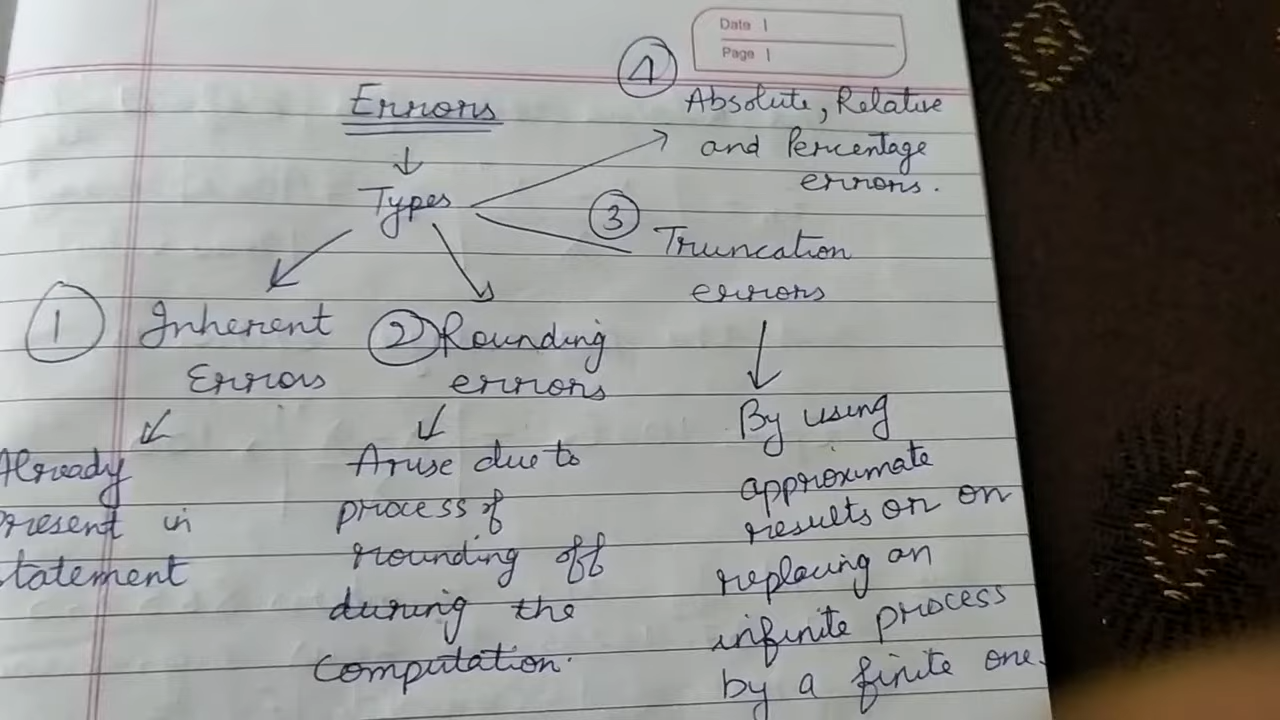 Date
Page
Errors
Types
4
Absolute, Relative
and Percentage
errors.
3
Truncation
errors
1
Inherent
Errors
2 Rounding
errors
Already
Present in
statement
Arise due to
process of
rounding off
during the
computation.
By using
approximate
results or on
replacing an
infinite process
by a finite one.